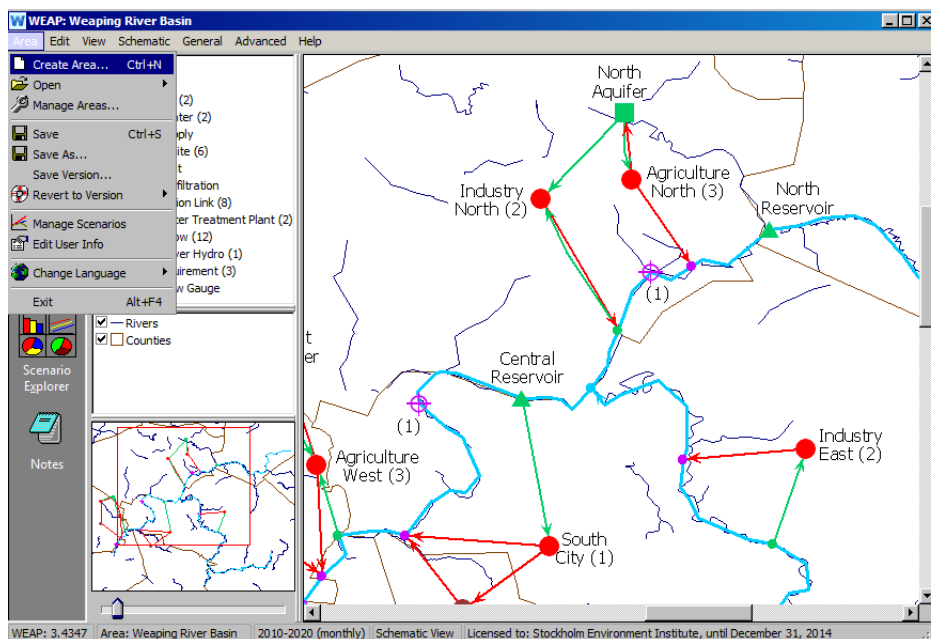 WEAP: Weaping River Basin
Area Edit View Schematic General Advanced Help
Create Area... Ctrl+N
Open
Manage Areas...
Save Ctrl+S
Save As...
Save Version...
Revert to Version
Manage Scenarios
Edit User Info
Change Language
Exit Alt+F4
(2)
(2)
ply
ite (6)
filtration
ion Link (8)
Treatment Plant (2)
ow (12)
Hydro (1)
(3)
Gauge
Rivers
Counties
Scenario
Explorer
Notes
North
Aquifer
Agriculture
North (3)
Industry
North (2)
North
Reservoir
(1)
Central
Reservoir
(1)
Agriculture
West (3)
Industry
East (2)
South
City (1)
WEAP: 3.4347 Area: Weaping River Basin 2010-2020 (monthly) Schematic View Licensed to: Stockholm Environment Institute, until December 31, 2014